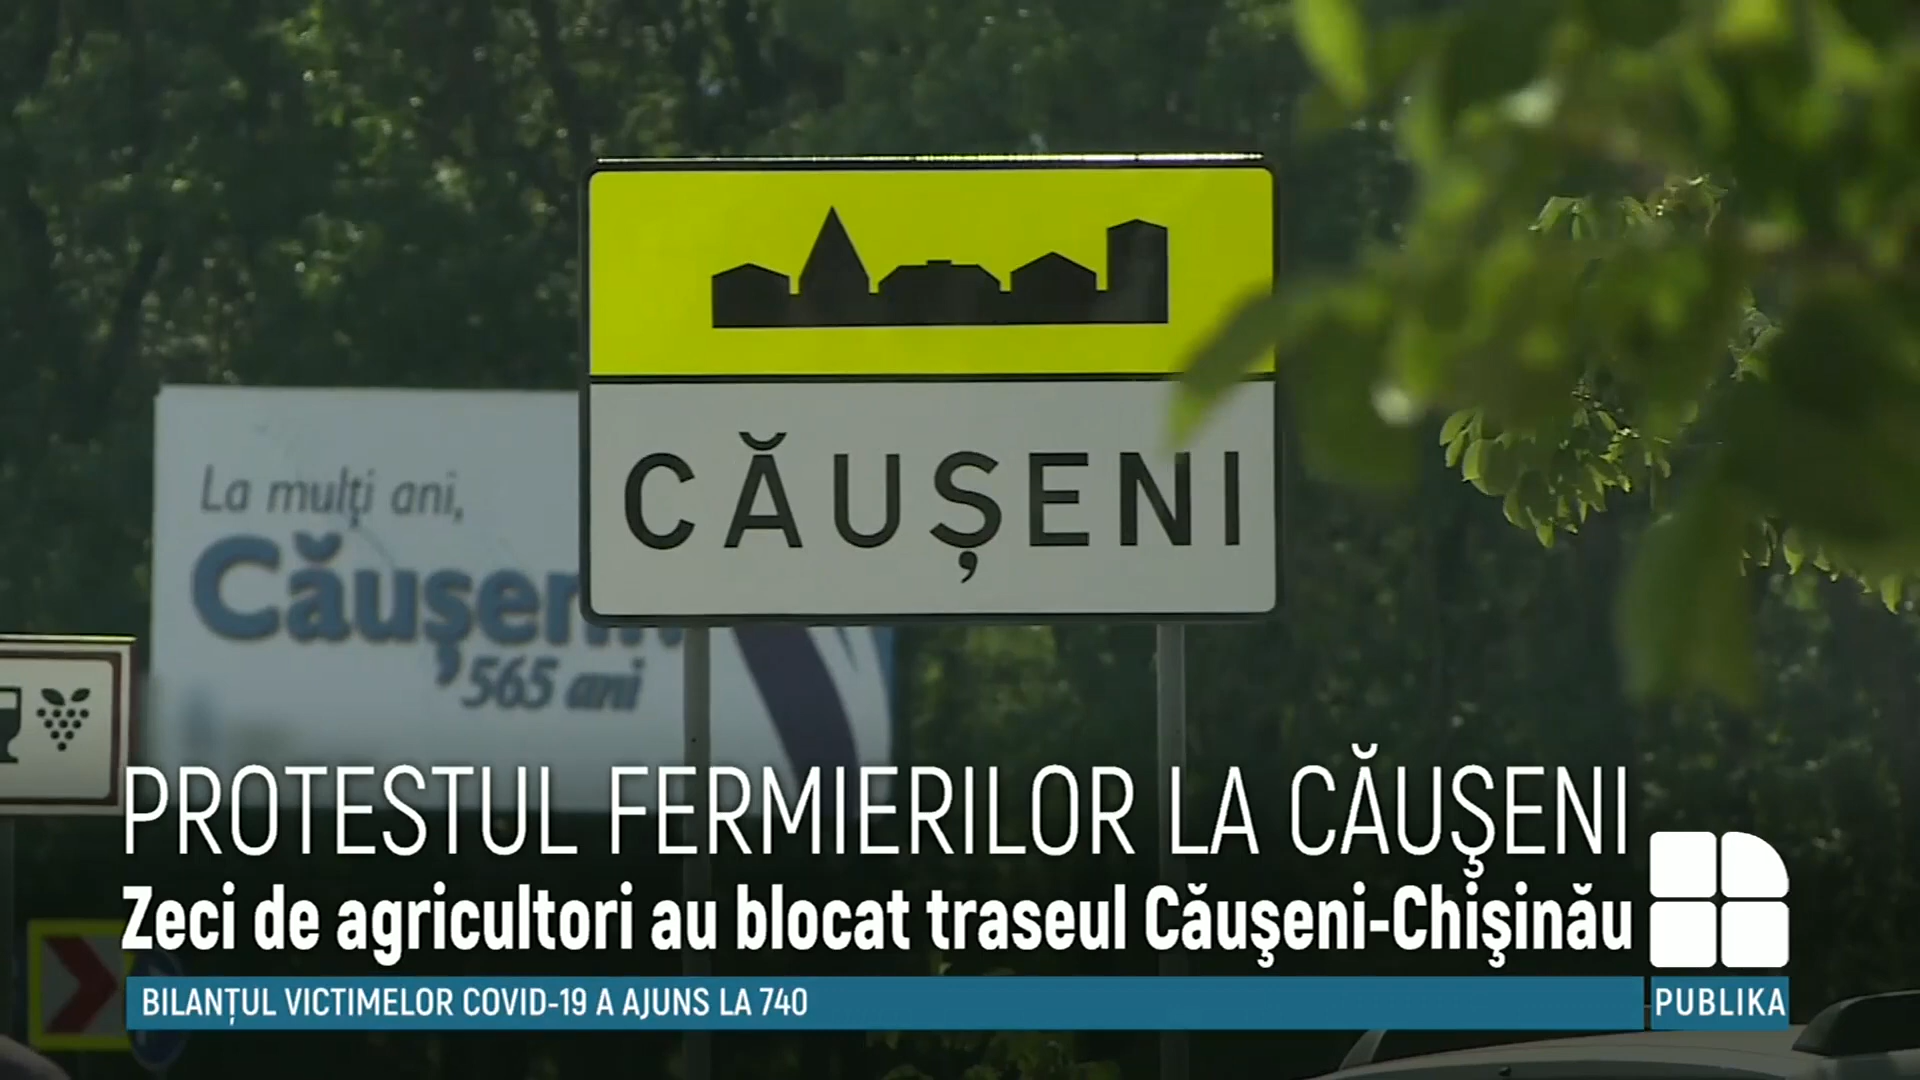 CĂUȘENI
La mulți ani,
Căușeni
565 ani
PROTESTUL FERMIERILOR LA CĂUŞENI
Zeci de agricultori au blocat traseul Căuşeni-Chişinău
BILANȚUL VICTIMELOR COVID-19 A AJUNS LA 740
PUBLIKA